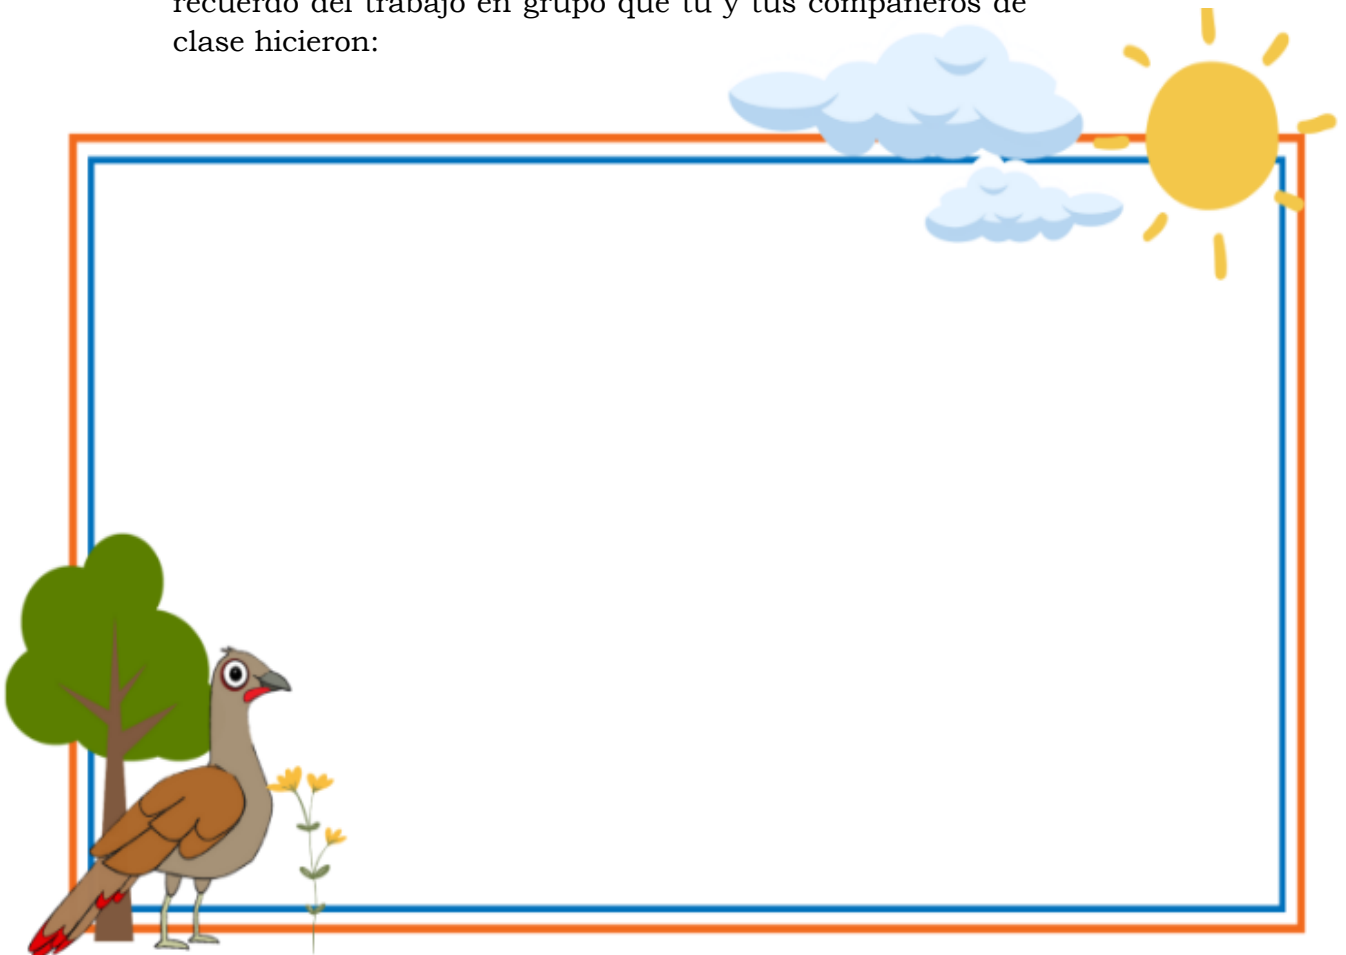 recuerdo del trabajo en grupo que tú y tus compañeros de
clase hicieron: